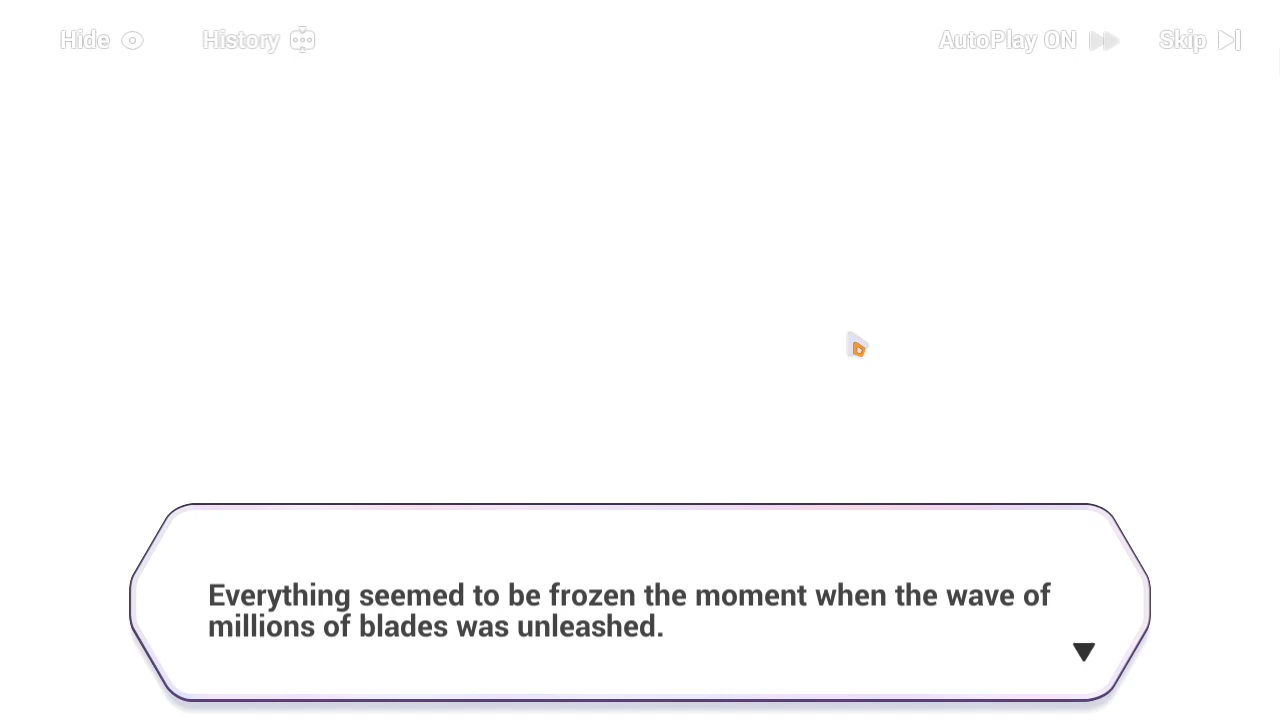 Hide
History
AutoPlay ON
Skip
Everything seemed to be frozen the moment when the wave of
millions of blades was unleashed.